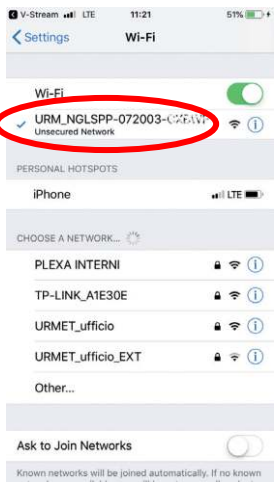 V-Stream LTE 11:21 51%
Settings Wi-Fi
Wi-Fi
URM_NGLSPP-072003-
Unsecured Network
PERSONAL HOTSPOTS
iPhone LTE
CHOOSE A NETWORK...
PLEXA INTERNI
TP-LINK_A1E30E
URMET_ufficio
URMET_ufficio_EXT
Other...
Ask to Join Networks
Known networks will be joined automatically. If no known